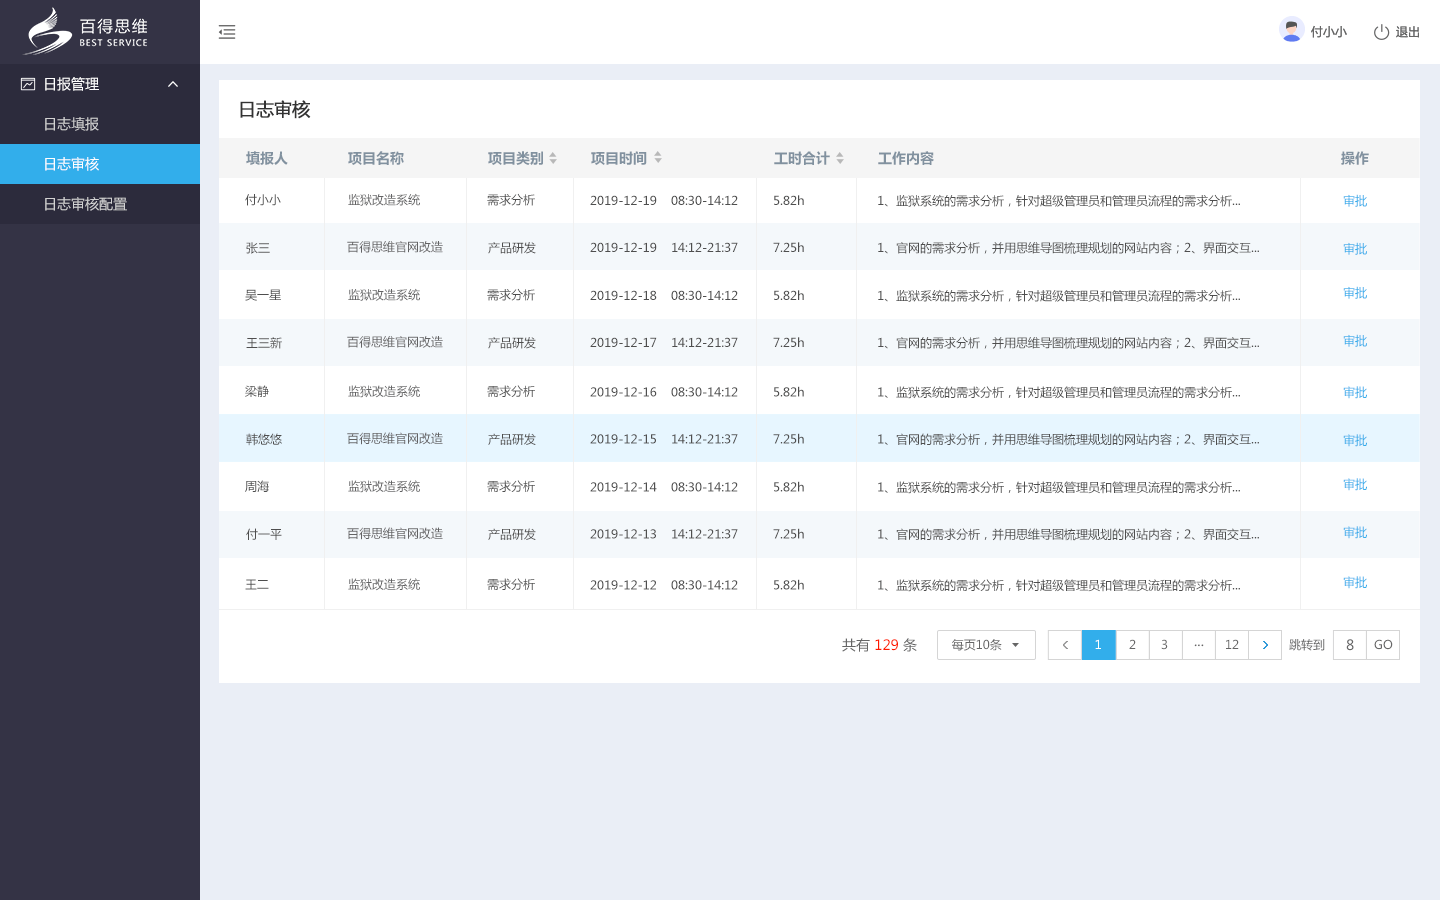 百得思维
BEST SERVICE
付小小 退出
日报管理
日志填报
日志审核
日志审核配置
日志审核
填报人 项目名称 项目类别 项目时间 工时合计 工作内容 操作
付小小 监狱改造系统 需求分析 2019-12-19 08:30-14:12 5.82h 1、监狱系统的需求分析，针对超级管理员和管理员流程的需求分析... 审批
张三 百得思维官网改造 产品研发 2019-12-19 14:12-21:37 7.25h 1、官网的需求分析，并用思维导图梳理规划的网站内容；2、界面交互... 审批
吴一星 监狱改造系统 需求分析 2019-12-18 08:30-14:12 5.82h 1、监狱系统的需求分析，针对超级管理员和管理员流程的需求分析... 审批
王三新 百得思维官网改造 产品研发 2019-12-17 14:12-21:37 7.25h 1、官网的需求分析，并用思维导图梳理规划的网站内容；2、界面交互... 审批
梁静 监狱改造系统 需求分析 2019-12-16 08:30-14:12 5.82h 1、监狱系统的需求分析，针对超级管理员和管理员流程的需求分析... 审批
韩悠悠 百得思维官网改造 产品研发 2019-12-15 14:12-21:37 7.25h 1、官网的需求分析，并用思维导图梳理规划的网站内容；2、界面交互... 审批
周海 监狱改造系统 需求分析 2019-12-14 08:30-14:12 5.82h 1、监狱系统的需求分析，针对超级管理员和管理员流程的需求分析... 审批
付一平 百得思维官网改造 产品研发 2019-12-13 14:12-21:37 7.25h 1、官网的需求分析，并用思维导图梳理规划的网站内容；2、界面交互... 审批
王二 监狱改造系统 需求分析 2019-12-12 08:30-14:12 5.82h 1、监狱系统的需求分析，针对超级管理员和管理员流程的需求分析... 审批
共有 129 条 每页10条 < 1 2 3 ... 12 > 跳转到 8 GO